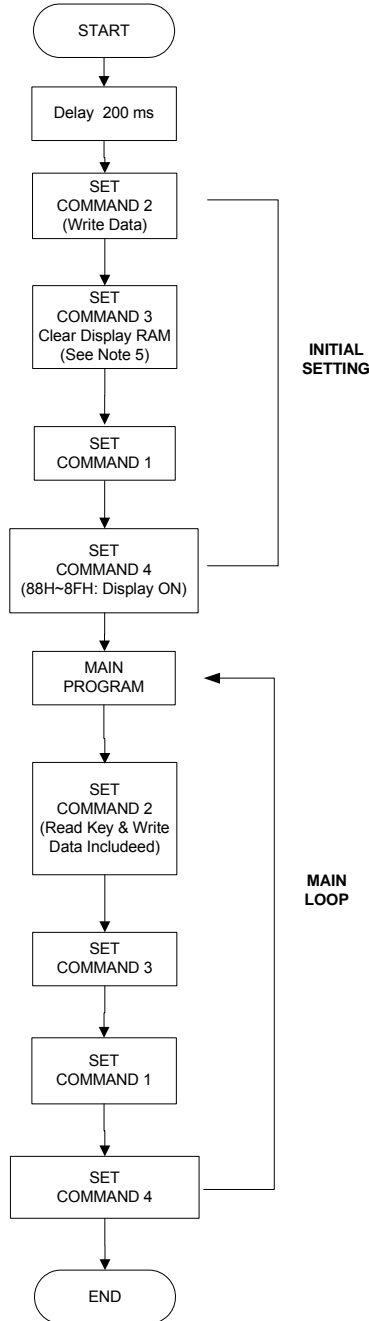 START
Delay 200 ms
SET
COMMAND 2
(Write Data)
SET
COMMAND 3
Clear Display RAM
(See Note 5)
INITIAL
SETTING
SET
COMMAND 1
SET
COMMAND 4
(88H~8FH: Display ON)
MAIN
PROGRAM
SET
COMMAND 2
(Read Key & Write
Data Includeed)
MAIN
LOOP
SET
COMMAND 3
SET
COMMAND 1
SET
COMMAND 4
END